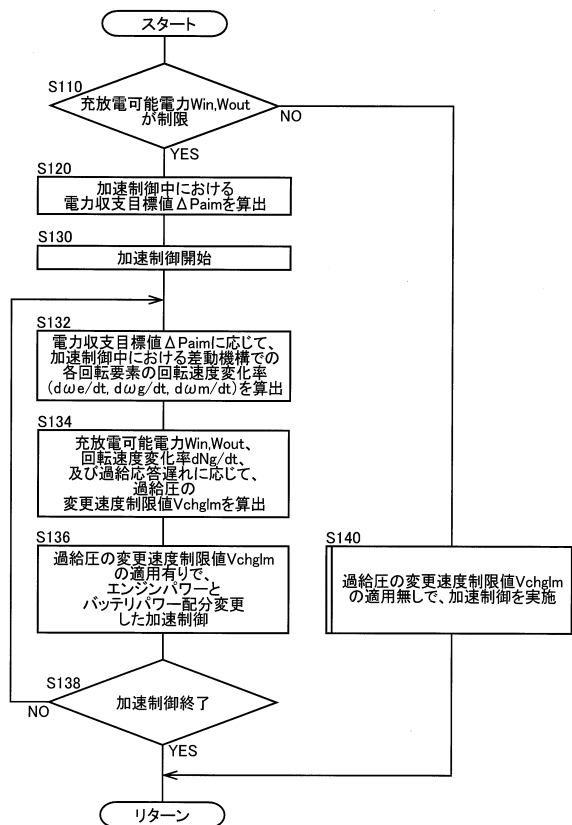 スタート
S110
充放電可能電力Win,Wout
が制限
NO
YES
S120
加速制御中における
電力収支目標値ΔPaimを算出
S130
加速制御開始
S132
電力収支目標値ΔPaimに応じて、
加速制御中における差動機構での
各回転要素の回転速度変化率
(dωe/dt, dωg/dt, dωm/dt)を算出
S134
充放電可能電力Win,Wout、
回転速度変化率dNg/dt、
及び過給応答遅れに応じて、
過給圧の
変更速度制限値Vchglmを算出
S136
過給圧の変更速度制限値Vchglm
の適用有りで、
エンジンパワーと
バッテリパワー配分変更
した加速制御
S140
過給圧の変更速度制限値Vchglm
の適用無しで、加速制御を実施
S138
加速制御終了
NO
YES
リターン